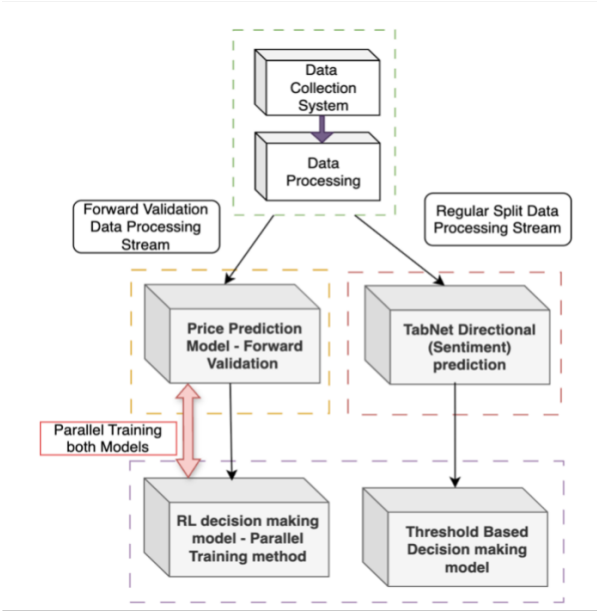 Data
Collection
System
Data
Processing
Forward Validation
Data Processing
Stream
Regular Split Data
Processing Stream
Price Prediction
Model - Forward
Validation
TabNet Directional
(Sentiment)
prediction
Parallel Training
both Models
RL decision making
model - Parallel
Training method
Threshold Based
Decision making
model